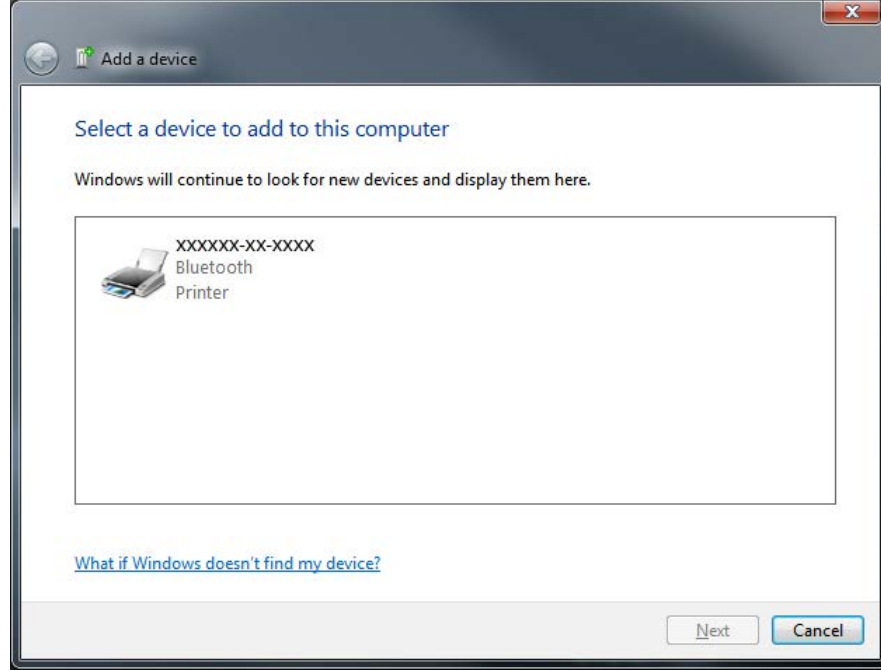 Add a device
Select a device to add to this computer
Windows will continue to look for new devices and display them here.
XXXXXX-XX-XXXX
Bluetooth
Printer
What if Windows doesn't find my device?
Next
Cancel